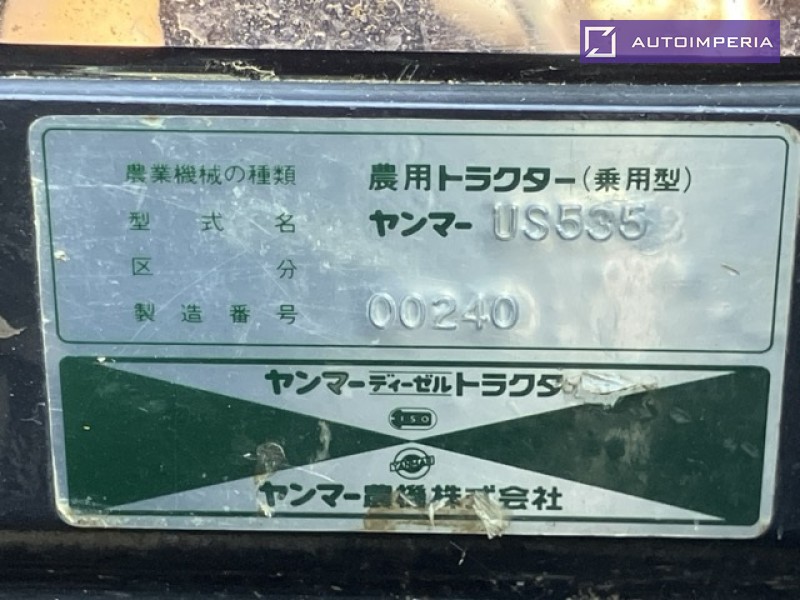 AUTOIMPERIA
農業機械の種類 農用トラクター(乗用型)
型式名 ヤンマー US535
区分
製造番号 00240
ヤンマーディーゼルトラクタ
ISO
YANMAR
ヤンマー農機株式会社